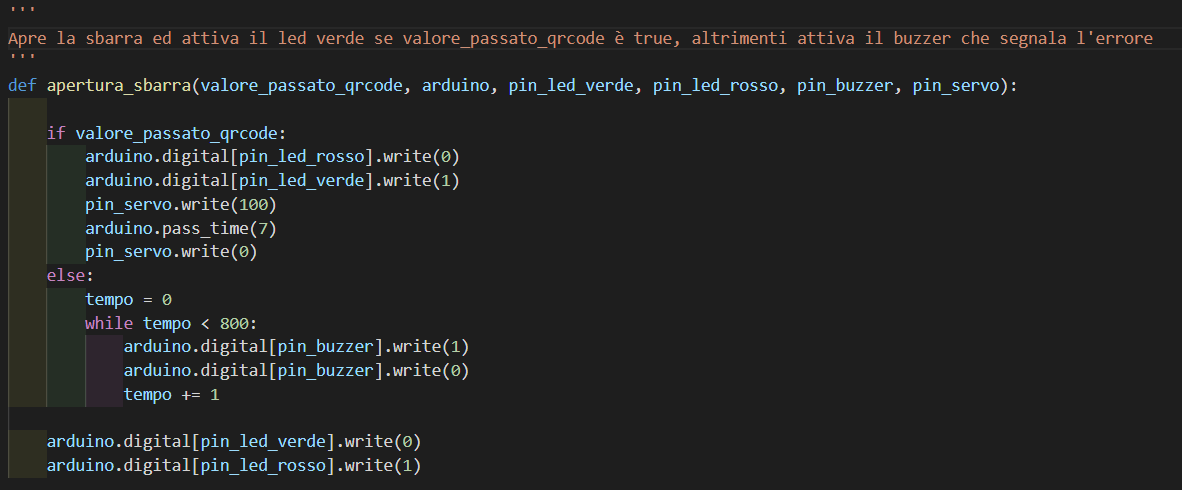 '''
Apre la sbarra ed attiva il led verde se valore_passato_qrcode è true, altrimenti attiva il buzzer che segnala l'errore
'''
def apertura_sbarra(valore_passato_qrcode, arduino, pin_led_verde, pin_led_rosso, pin_buzzer, pin_servo):
    if valore_passato_qrcode:
        arduino.digital[pin_led_rosso].write(0)
        arduino.digital[pin_led_verde].write(1)
        pin_servo.write(100)
        arduino.pass_time(7)
        pin_servo.write(0)
    else:
        tempo = 0
        while tempo < 800:
            arduino.digital[pin_buzzer].write(1)
            arduino.digital[pin_buzzer].write(0)
            tempo += 1
    arduino.digital[pin_led_verde].write(0)
    arduino.digital[pin_led_rosso].write(1)